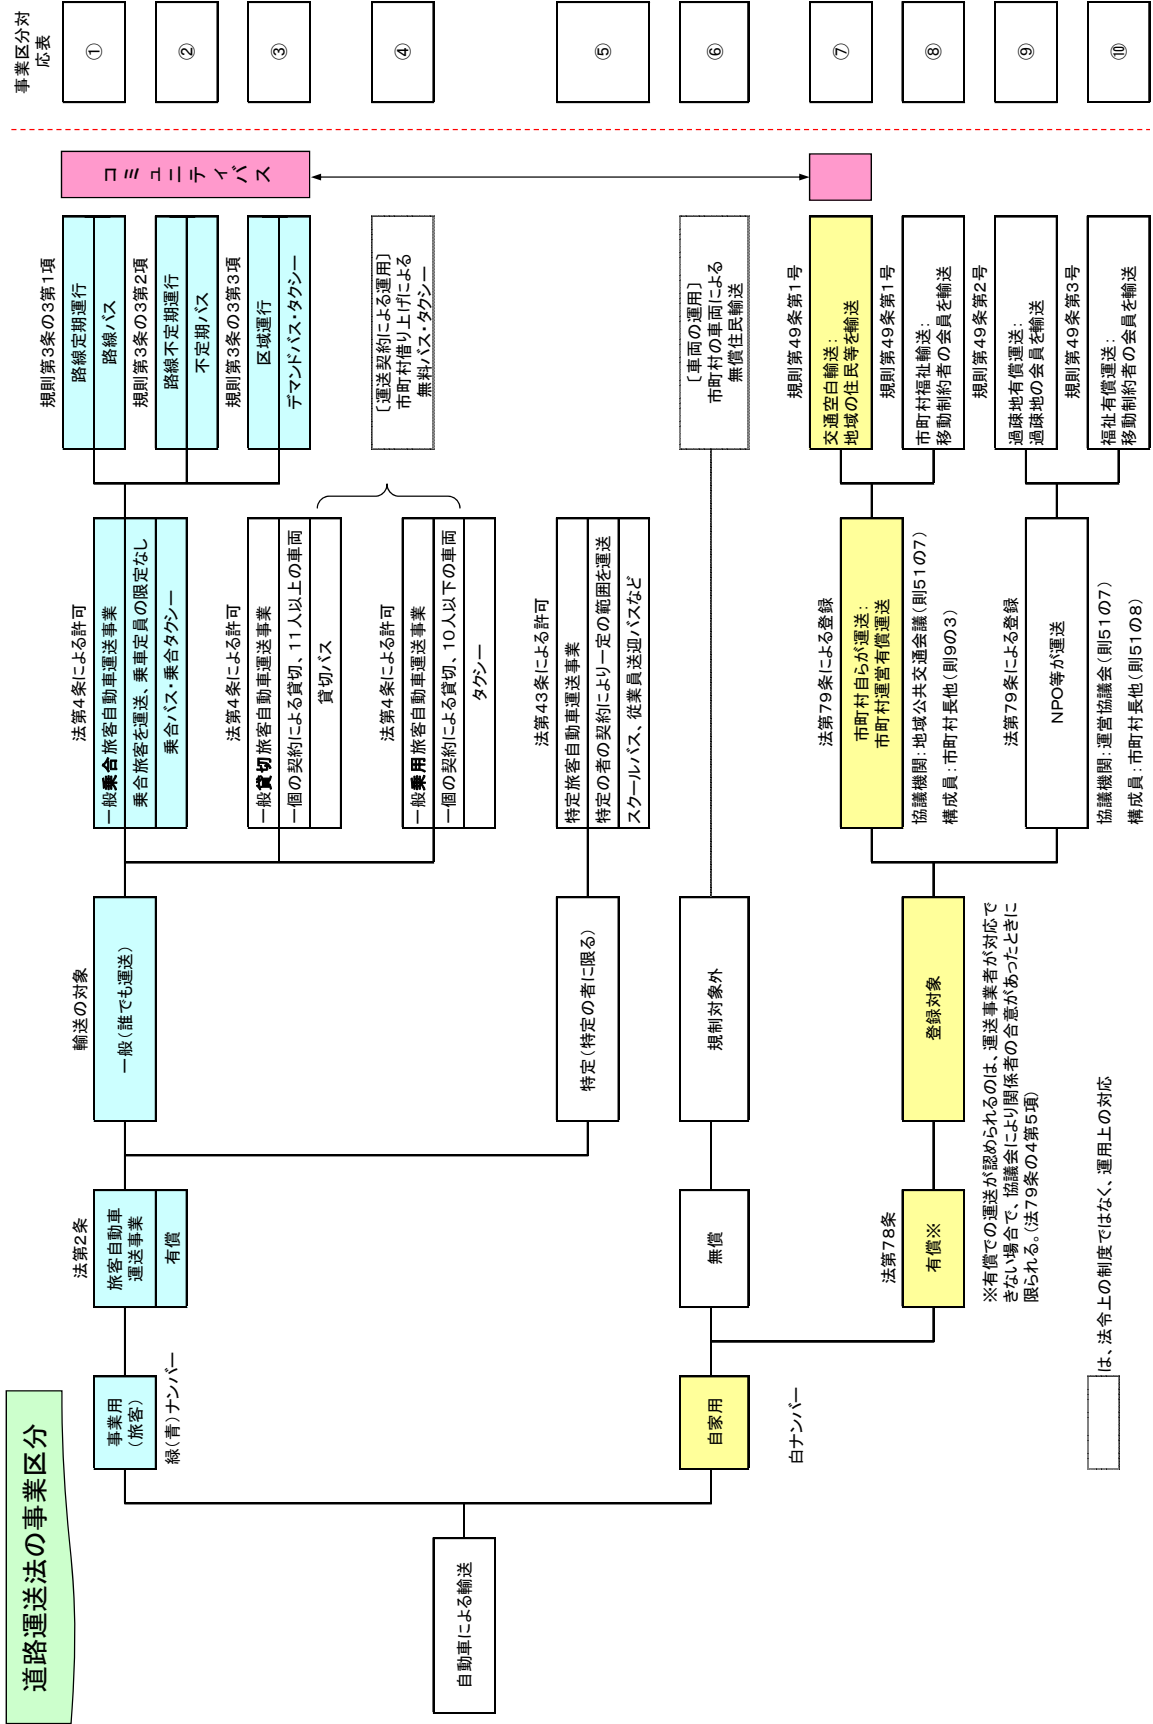 道路運送法の事業区分
自動車による輸送
事業用
(旅客)
緑(青)ナンバー
自家用
白ナンバー
法第2条
旅客自動車
運送事業
有償
無償
法第78条
有償※
※有償での運送が認められるのは、運送事業者が対応で
きない場合で、協議会により関係者の合意があったときに
限られる。(法79条の4第5項)
は、法令上の制度ではなく、運用上の対応
輸送の対象
一般(誰でも運送)
特定(特定の者に限る)
規制対象外
登録対象
法第4条による許可
一般乗合旅客自動車運送事業
乗合旅客を運送、乗車定員の限定なし
乗合バス・乗合タクシー
法第4条による許可
一般貸切旅客自動車運送事業
一個の契約による貸切、11人以上の車両
貸切バス
法第4条による許可
一般乗用旅客自動車運送事業
一個の契約による貸切、10人以下の車両
タクシー
法第43条による許可
特定旅客自動車運送事業
特定の者の契約により一定の範囲を運送
スクールバス、従業員送迎バスなど
法第79条による登録
市町村自らが運送:
市町村運営有償運送
協議機関:地域公共交通会議(則51の7)
構成員:市町村長他(則9の3)
法第79条による登録
NPO等が運送
協議機関:運営協議会(則51の7)
構成員:市町村長他(則51の8)
規則第3条の3第1項
路線定期運行
路線バス
規則第3条の3第2項
路線不定期運行
不定期バス
規則第3条の3第3項
区域運行
デマンドバス・タクシー
[運送契約による運用]
市町村借り上げによる
無料バス・タクシー
[車両の運用]
市町村の車両による
無償住民輸送
規則第49条第1号
交通空白輸送:
地域の住民等を輸送
規則第49条第1号
市町村福祉輸送:
移動制約者の会員を輸送
規則第49条第2号
過疎地有償運送:
過疎地の会員を輸送
規則第49条第3号
福祉有償運送:
移動制約者の会員を輸送
コミュニティバス
事業区分対
応表
①
②
③
④
⑤
⑥
⑦
⑧
⑨
⑩